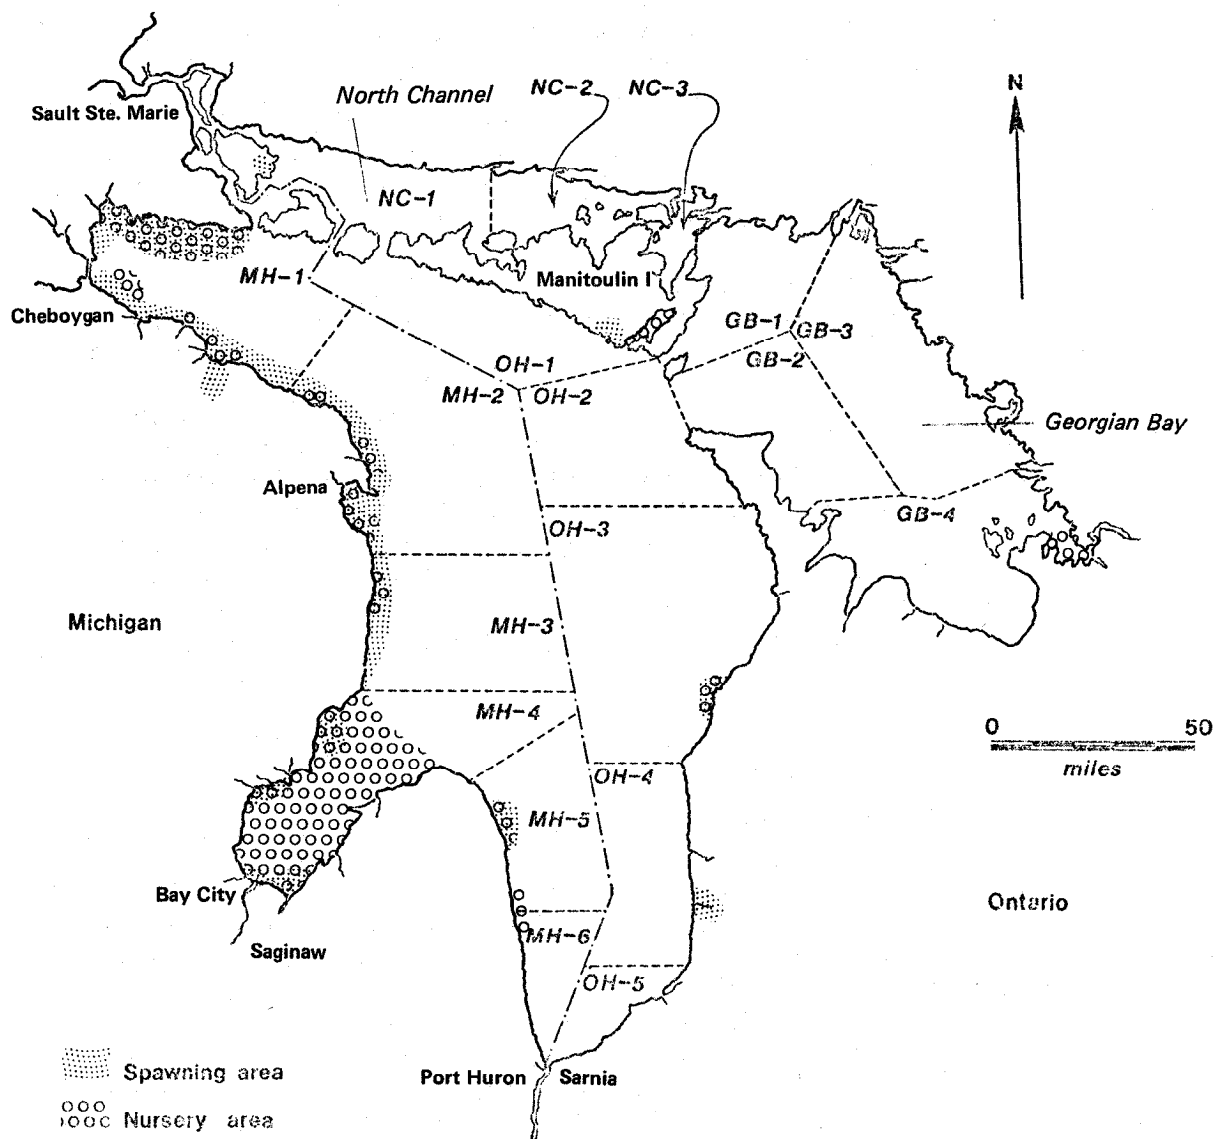 NC-2 NC-3
North Channel
N
Sault Ste. Marie
NC-1
MH-1
Manitoulin I
Cheboygan
GB-1 GB-3
GB-2
OH-1
MH-2 OH-2
Georgian Bay
Alpena
GB-4
OH-3
Michigan
MH-3
MH-4
0 50
miles
OH-4
MH-5
Bay City
Ontario
MH-6
Saginaw
OH-5
Spawning area
Port Huron Sarnia
Nursery area